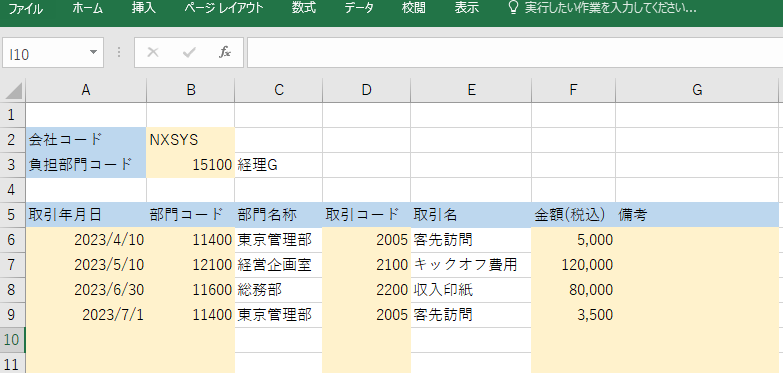 ファイル ホーム 挿入 ページ レイアウト 数式 データ 校閲 表示 実行したい作業を入力してください...
I10 fx
A B C D E F G
1
2 会社コード NXSYS
3 負担部門コード 15100 経理G
4
5 取引年月日 部門コード 部門名称 取引コード 取引名 金額(税込) 備考
6 2023/4/10 11400 東京管理部 2005 客先訪問 5,000
7 2023/5/10 12100 経営企画室 2100 キックオフ費用 120,000
8 2023/6/30 11600 総務部 2200 収入印紙 80,000
9 2023/7/1 11400 東京管理部 2005 客先訪問 3,500
10
11